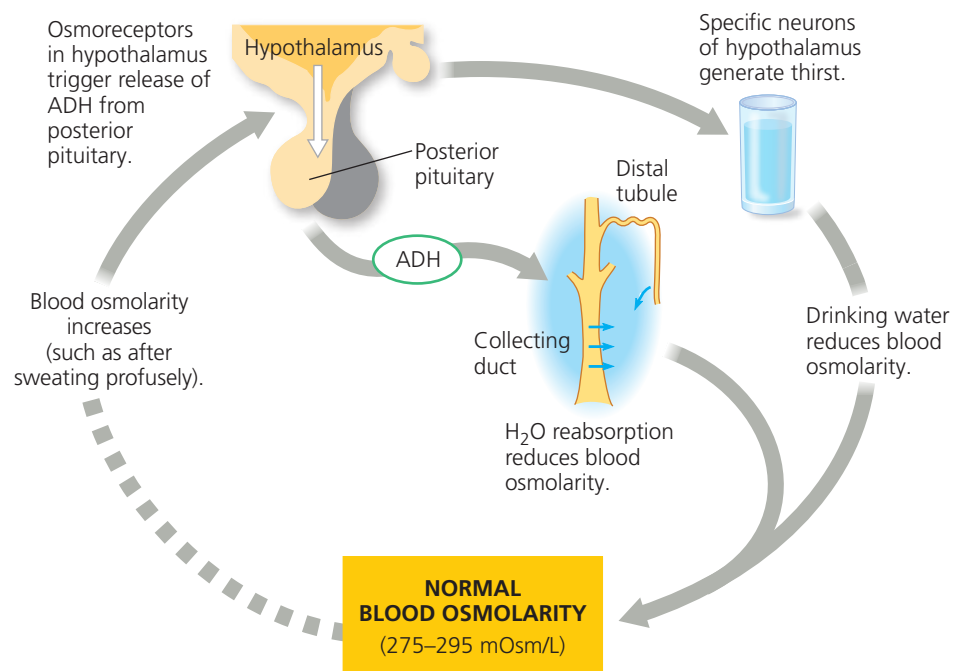 Osmoreceptors
in hypothalamus
trigger release of
ADH from
posterior
pituitary.
Hypothalamus
Specific neurons
of hypothalamus
generate thirst.
Posterior
pituitary
Distal
tubule
ADH
Blood osmolarity
increases
(such as after
sweating profusely).
Collecting
duct
Drinking water
reduces blood
osmolarity.
H₂O reabsorption
reduces blood
osmolarity.
NORMAL
BLOOD OSMOLARITY
(275–295 mOsm/L)